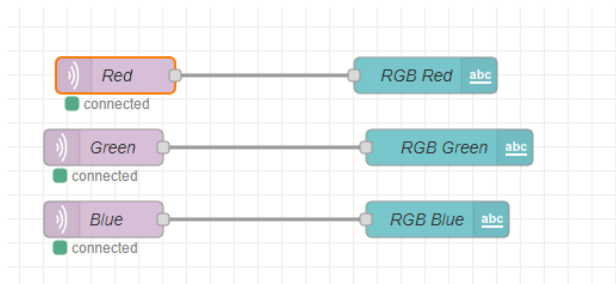 Red RGB Red abc
connected
Green RGB Green abc
connected
Blue RGB Blue abc
connected